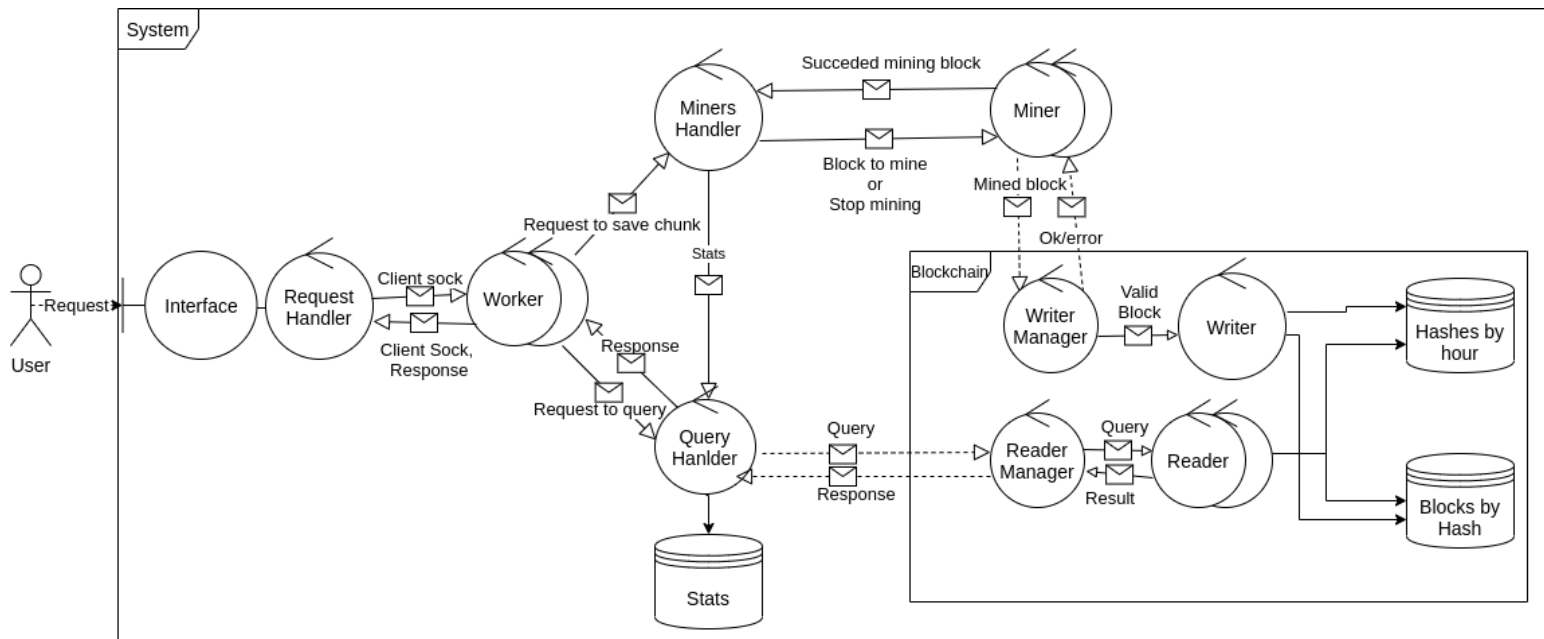 System
Succeded mining block
Miners
Handler
Miner
Block to mine
or
Stop mining
Mined block
Request to save chunk
Ok/error
Stats
Blockchain
Client sock
Request
Interface
Request
Handler
Worker
Client Sock,
Response
User
Response
Request to query
Writer
Manager
Valid
Block
Writer
Hashes by
hour
Query
Hanlder
Query
Response
Reader
Manager
Query
Result
Reader
Blocks by
Hash
Stats